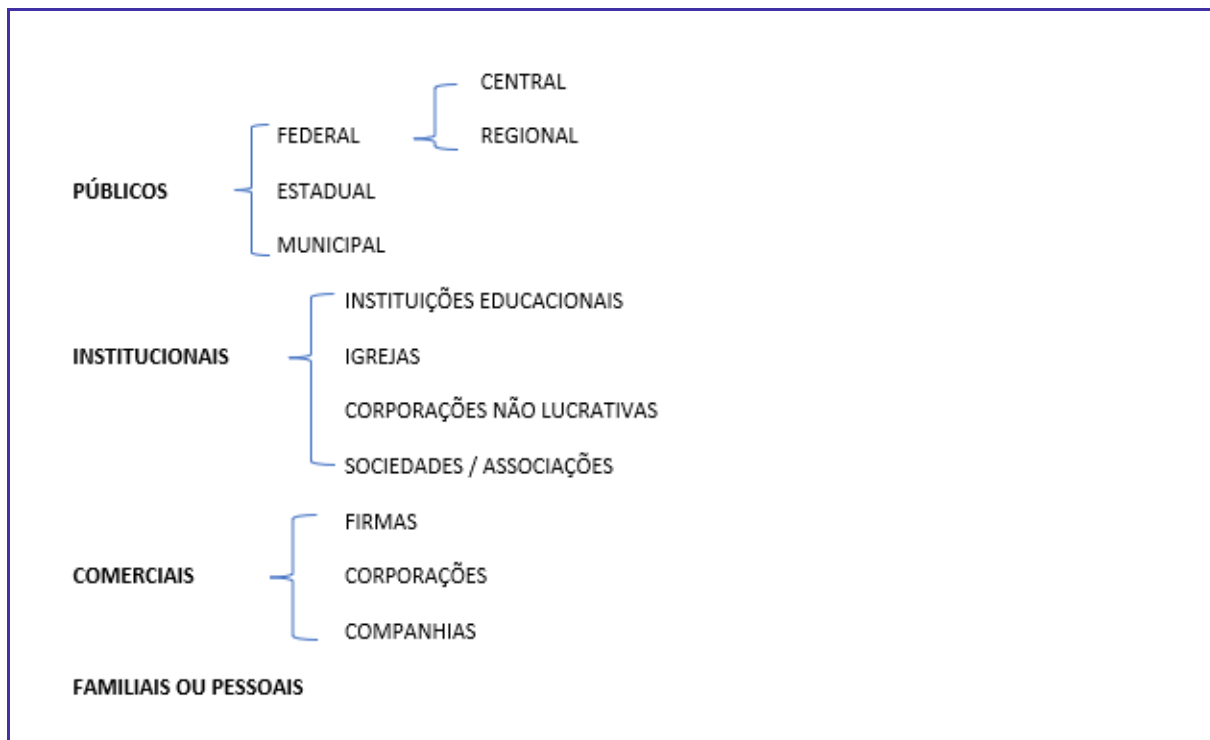 CENTRAL
FEDERAL REGIONAL
PÚBLICOS ESTADUAL
MUNICIPAL
INSTITUIÇÕES EDUCACIONAIS
INSTITUCIONAIS IGREJAS
CORPORAÇÕES NÃO LUCRATIVAS
SOCIEDADES / ASSOCIAÇÕES
FIRMAS
COMERCIAIS CORPORAÇÕES
COMPANHIAS
FAMILIAIS OU PESSOAIS